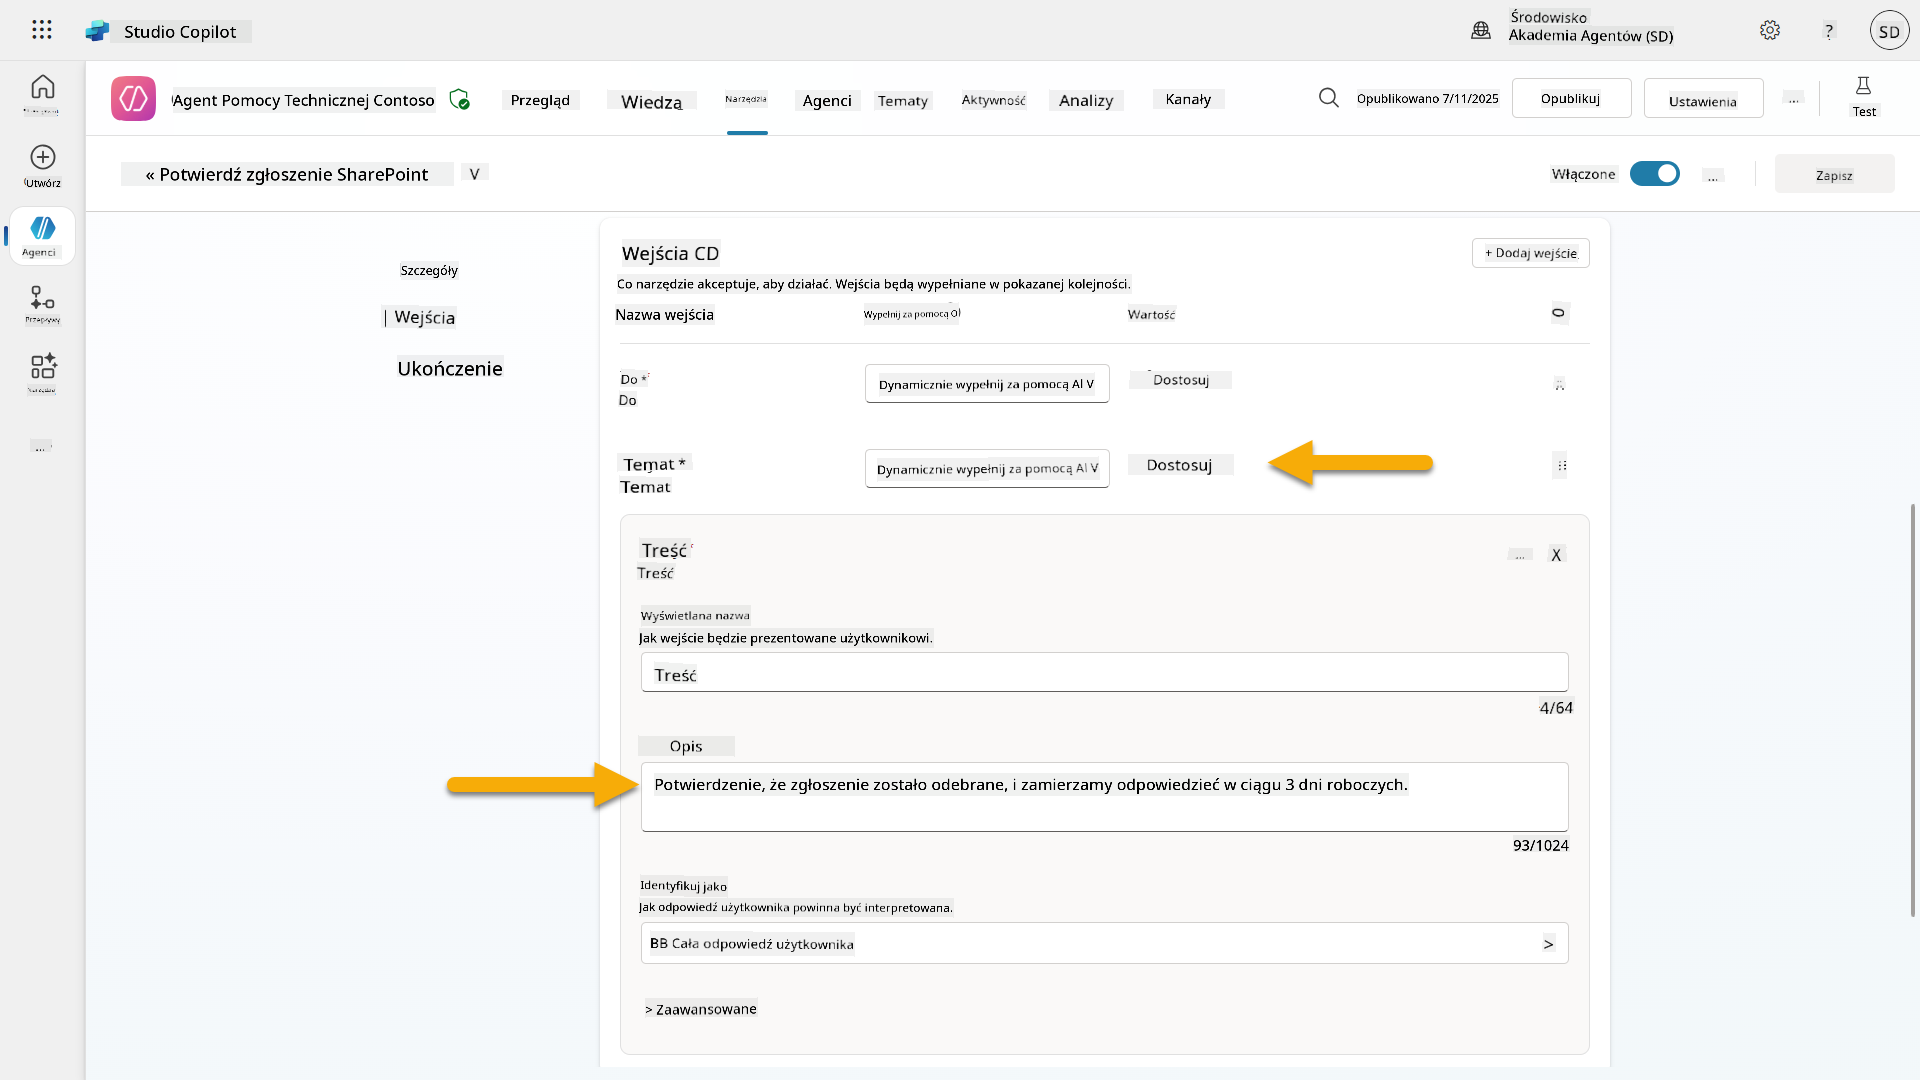 Studio Copilot
Środowisko
Akademia Agentów (SD)
?
SD
Agent Pomocy Technicznej Contoso
Przegląd
Wiedza
Narzędzia
Agenci
Tematy
Aktywność
Analizy
Kanały
Opublikowano 7/11/2025
Opublikuj
Ustawienia
...
Test
Utwórz
Agenci
Przepływy
Narzędzia
...
« Potwierdź zgłoszenie SharePoint V
Włączone
...
Zapisz
Szczegóły
| Wejścia
Ukończenie
Wejścia CD
+ Dodaj wejście
Co narzędzie akceptuje, aby działać. Wejścia będą wypełniane w pokazanej kolejności.
Nazwa wejścia
Wypełnij za pomocą
Wartość
Do *
Do
Dynamicznie wypełnij za pomocą AI V
Dostosuj
Temat *
Temat
Dynamicznie wypełnij za pomocą AI V
Dostosuj
Treść
Treść
...
X
Wyświetlana nazwa
Jak wejście będzie prezentowane użytkownikowi.
Treść
4/64
Opis
Potwierdzenie, że zgłoszenie zostało odebrane, i zamierzamy odpowiedzieć w ciągu 3 dni roboczych.
93/1024
Identyfikuj jako
Jak odpowiedź użytkownika powinna być interpretowana.
BB Cała odpowiedź użytkownika
>
> Zaawansowane